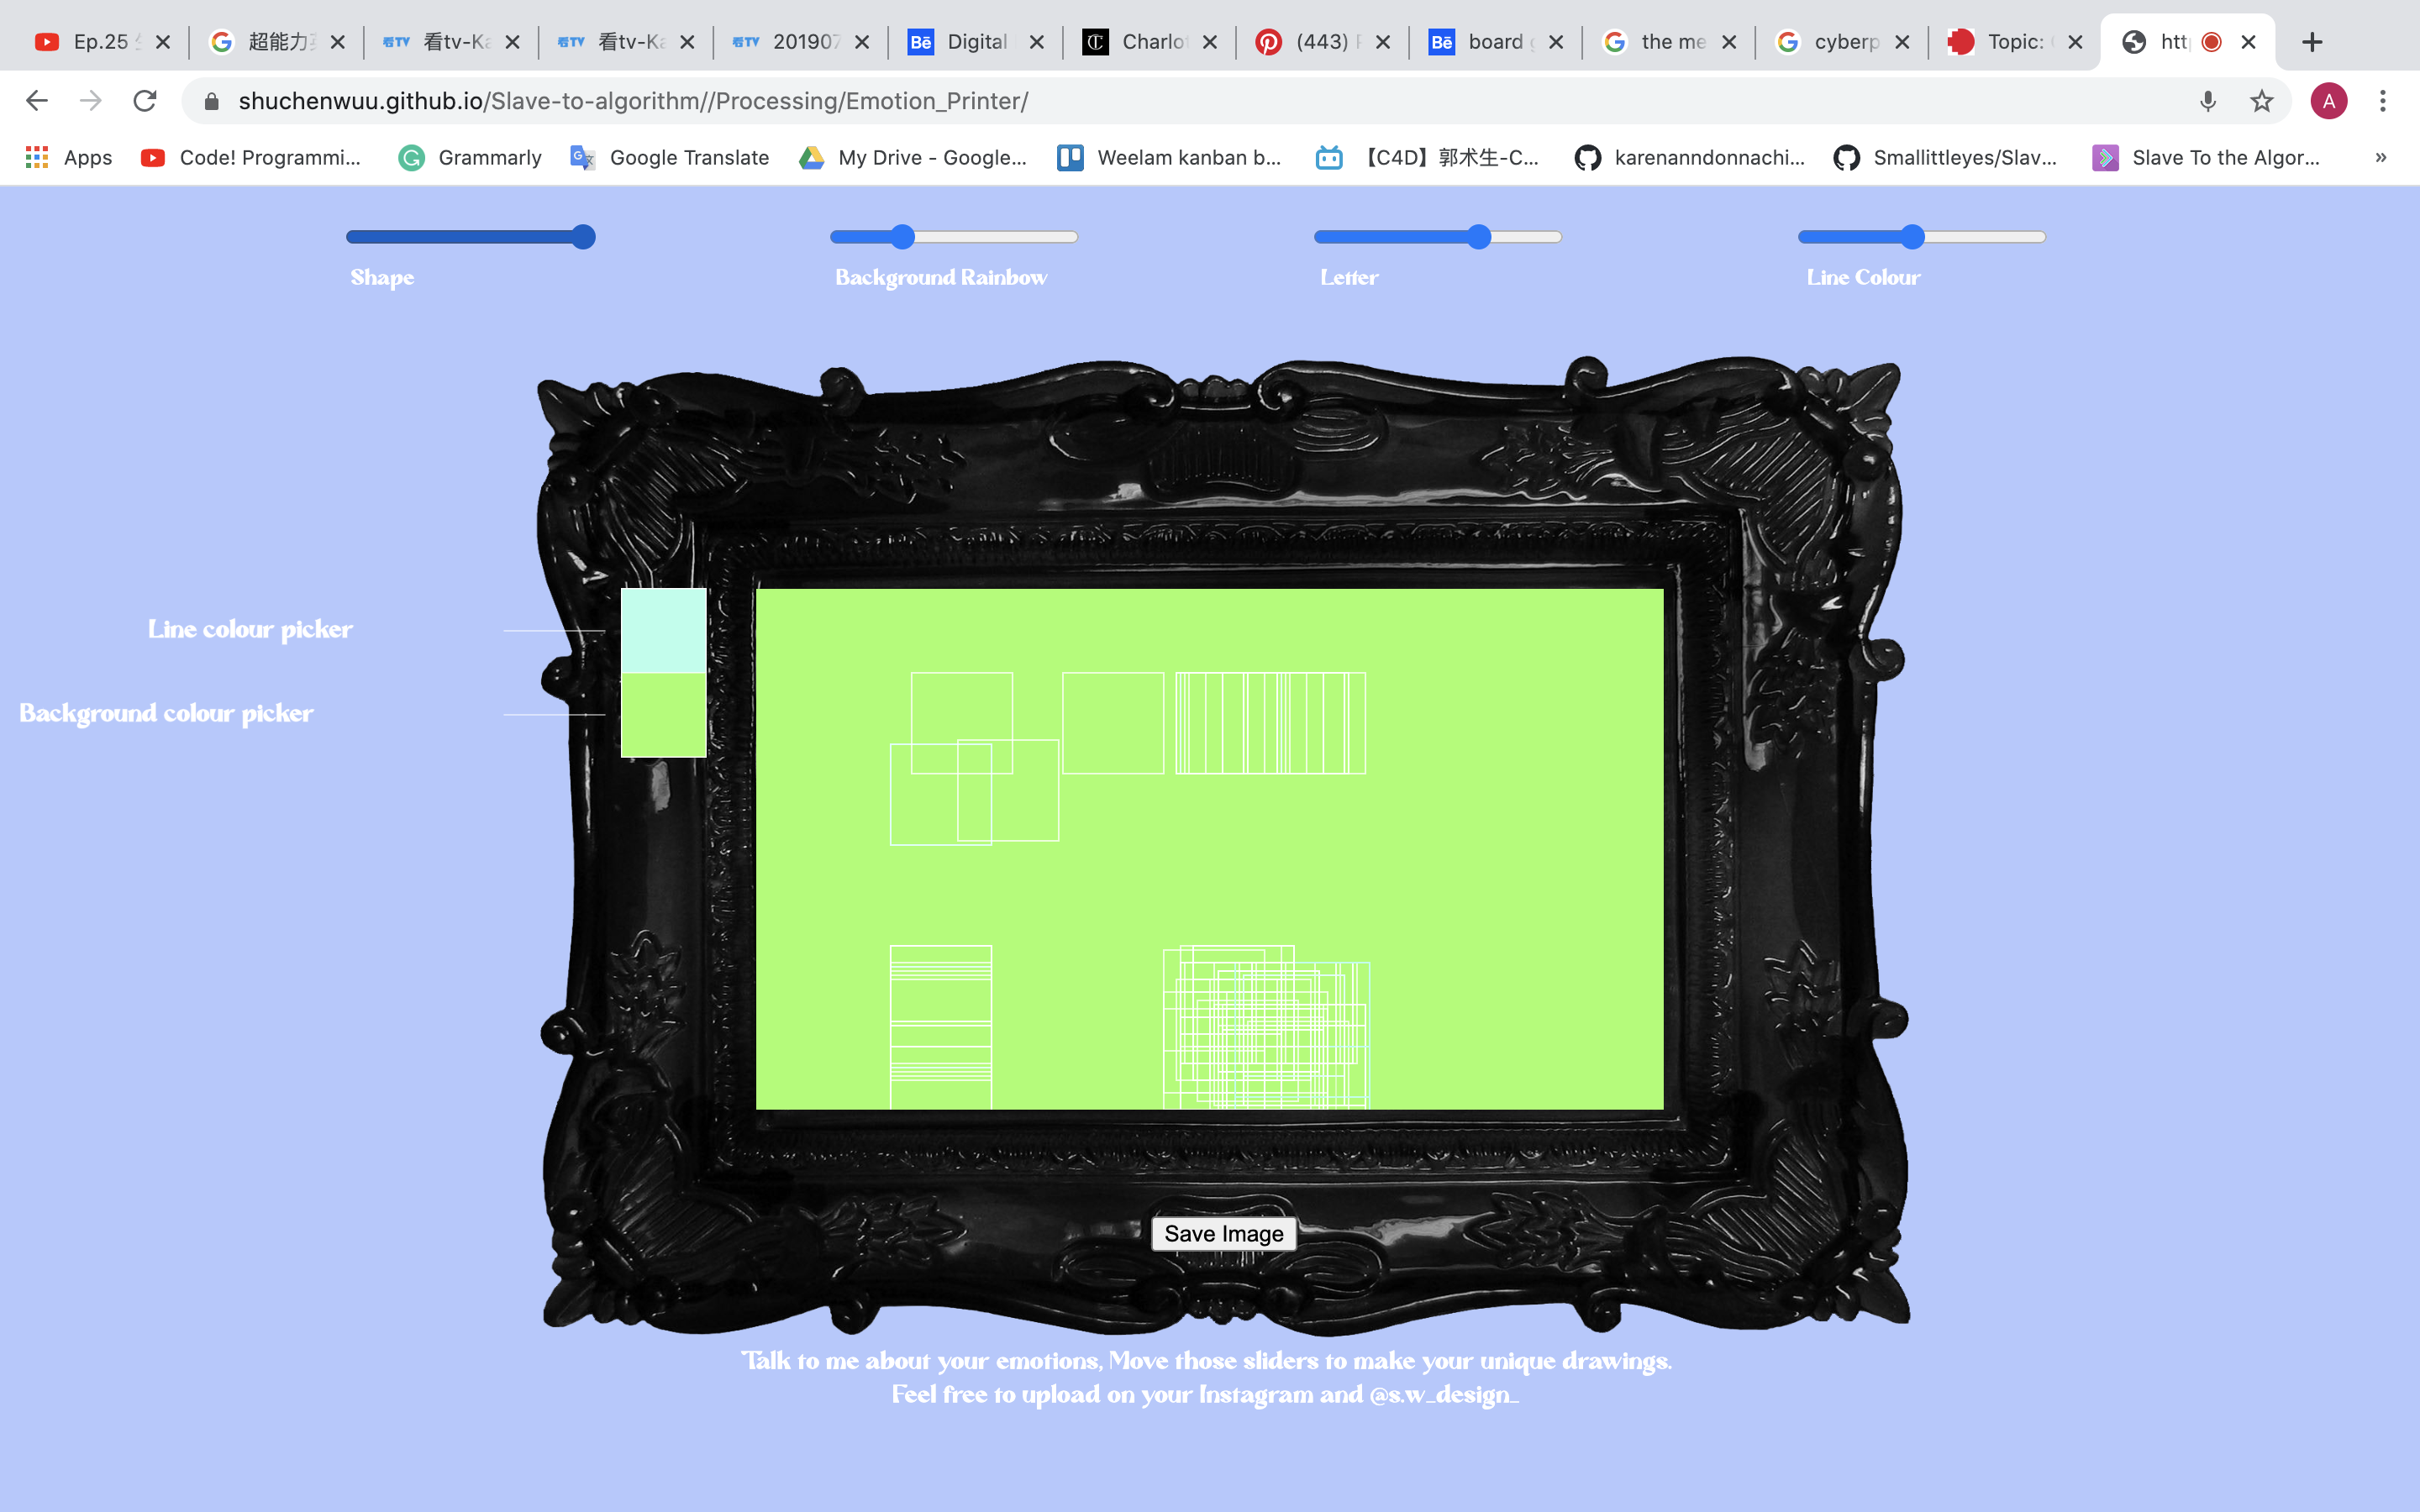 Ep.25
超能力
看tv-Ka
看tv-Ka
201907
Digital
Charlot
(443)
board
the me
cyberp
Topic:
htt
shuchenwuu.github.io/Slave-to-algorithm//Processing/Emotion_Printer/
A
Apps
Code! Programmi...
Grammarly
Google Translate
My Drive - Google...
Weelam kanban b...
【C4D】郭术生-C...
karenanndonnachi...
Smallittleyes/Slav...
Slave To the Algor...
»
Shape
Background Rainbow
Letter
Line Colour
Line colour picker
Background colour picker
Save Image
Talk to me about your emotions, Move those sliders to make your unique drawings.
Feel free to upload on your Instagram and @s.w_design_